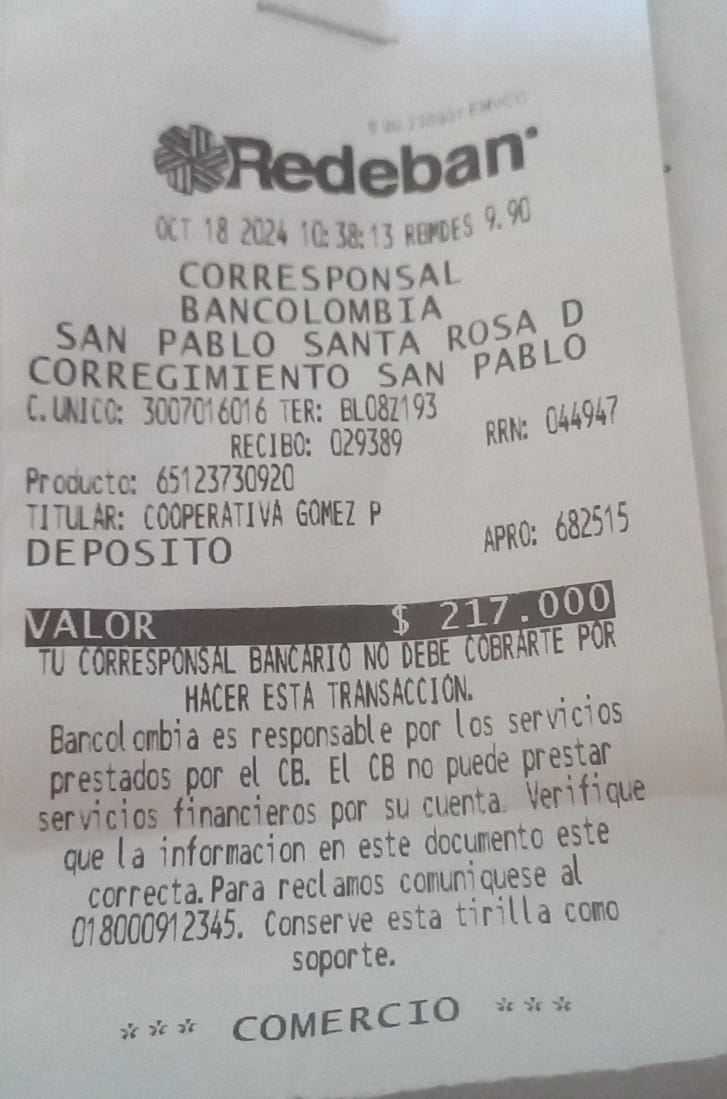 Redeban
OCT 18 2024 10:38:13 RBMDES 9.90
CORRESPONSAL
BANCOLOMBIA
SAN PABLO SANTA ROSA D
CORREGIMIENTO SAN PABLO
C.UNICO: 3007016016 TER: BL08Z193
RECIBO: 029389 RRN: 044947
Producto: 65123730920
TITULAR: COOPERATIVA GOMEZ P
DEPOSITO APRO: 682515
VALOR $ 217.000
TU CORRESPONSAL BANCARIO NO DEBE COBRARTE POR
HACER ESTA TRANSACCIÓN.
Bancolombia es responsable por los servicios
prestados por el CB. El CB no puede prestar
servicios financieros por su cuenta. Verifique
que la informacion en este documento este
correcta.Para reclamos comuniquese al
018000912345. Conserve esta tirilla como
soporte.
*** COMERCIO ***